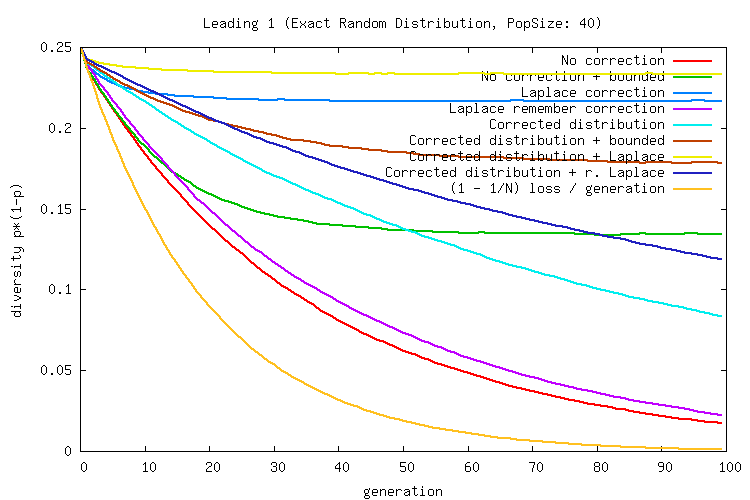 Leading 1 (Exact Random Distribution, PopSize: 40)
0.25
0.2
0.15
0.1
0.05
0
diversity p*(1-p)
No correction
No correction + bounded
Laplace correction
Laplace remember correction
Corrected distribution
Corrected distribution + bounded
Corrected distribution + Laplace
Corrected distribution + r. Laplace
(1 - 1/N) loss / generation
0 10 20 30 40 50 60 70 80 90 100
generation